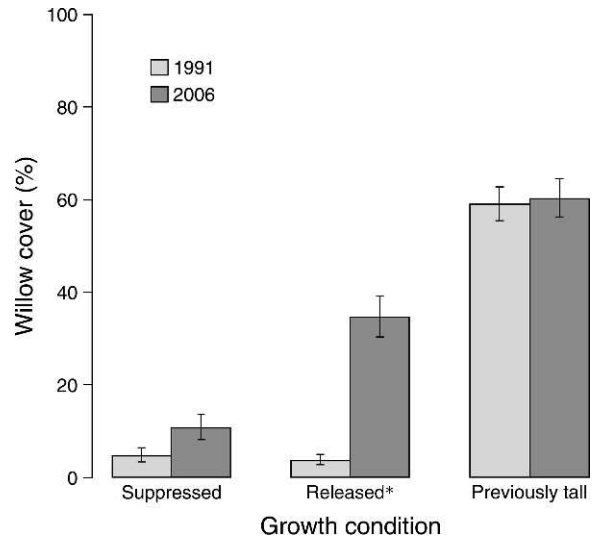 100
80
60
40
20
0
Willow cover (%)
1991
2006
Suppressed
Released*
Previously tall
Growth condition